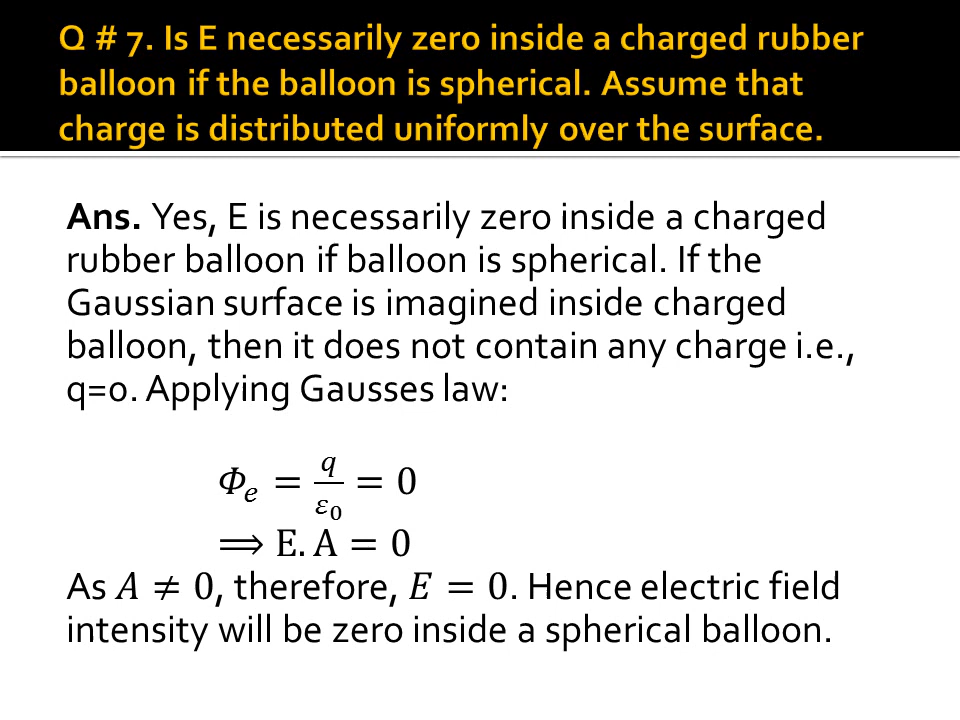 Q # 7. Is E necessarily zero inside a charged rubber
balloon if the balloon is spherical. Assume that
charge is distributed uniformly over the surface.
Ans. Yes, E is necessarily zero inside a charged
rubber balloon if balloon is spherical. If the
Gaussian surface is imagined inside charged
balloon, then it does not contain any charge i.e.,
q=0. Applying Gausses law:
𝛷ₑ = 𝑞/𝜀₀ = 0
⟹ E. A = 0
As 𝐴 ≠ 0, therefore, 𝐸 = 0. Hence electric field
intensity will be zero inside a spherical balloon.